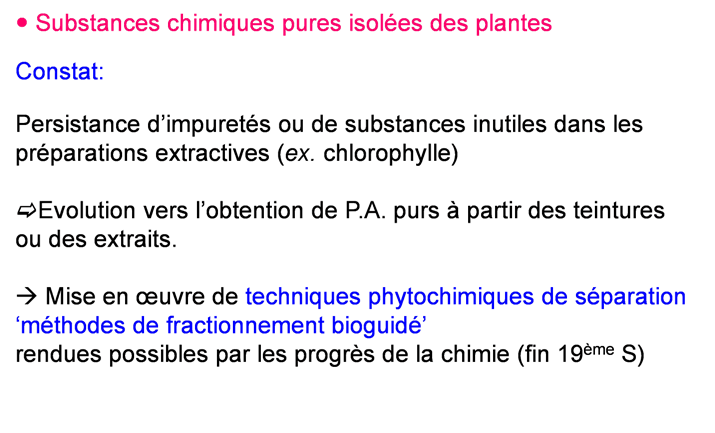 • Substances chimiques pures isolées des plantes
Constat:
Persistance d’impuretés ou de substances inutiles dans les
préparations extractives (ex. chlorophylle)
➯Evolution vers l’obtention de P.A. purs à partir des teintures
ou des extraits.
→ Mise en œuvre de techniques phytochimiques de séparation
‘méthodes de fractionnement bioguidé’
rendues possibles par les progrès de la chimie (fin 19ème S)